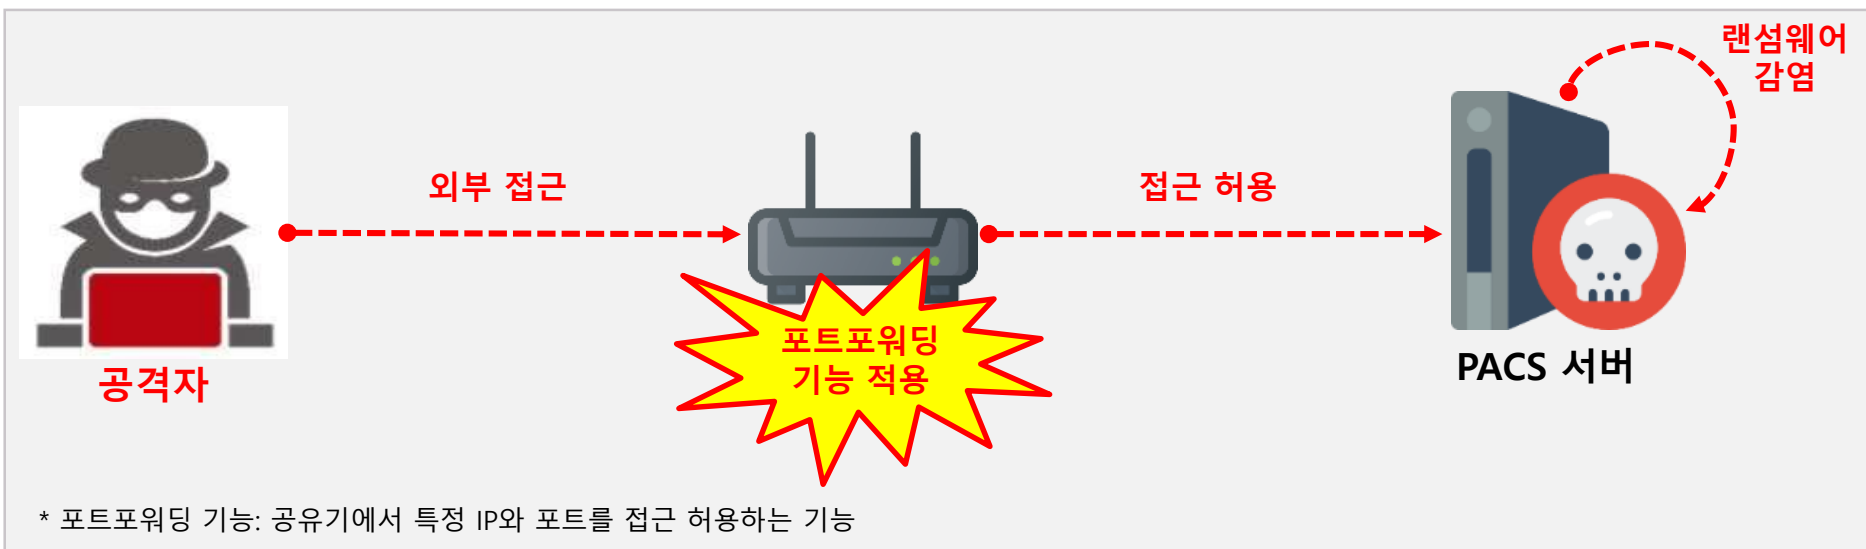 랜섬웨어
감염
외부 접근
접근 허용
포트포워딩
기능 적용
공격자
PACS 서버
* 포트포워딩 기능: 공유기에서 특정 IP와 포트를 접근 허용하는 기능